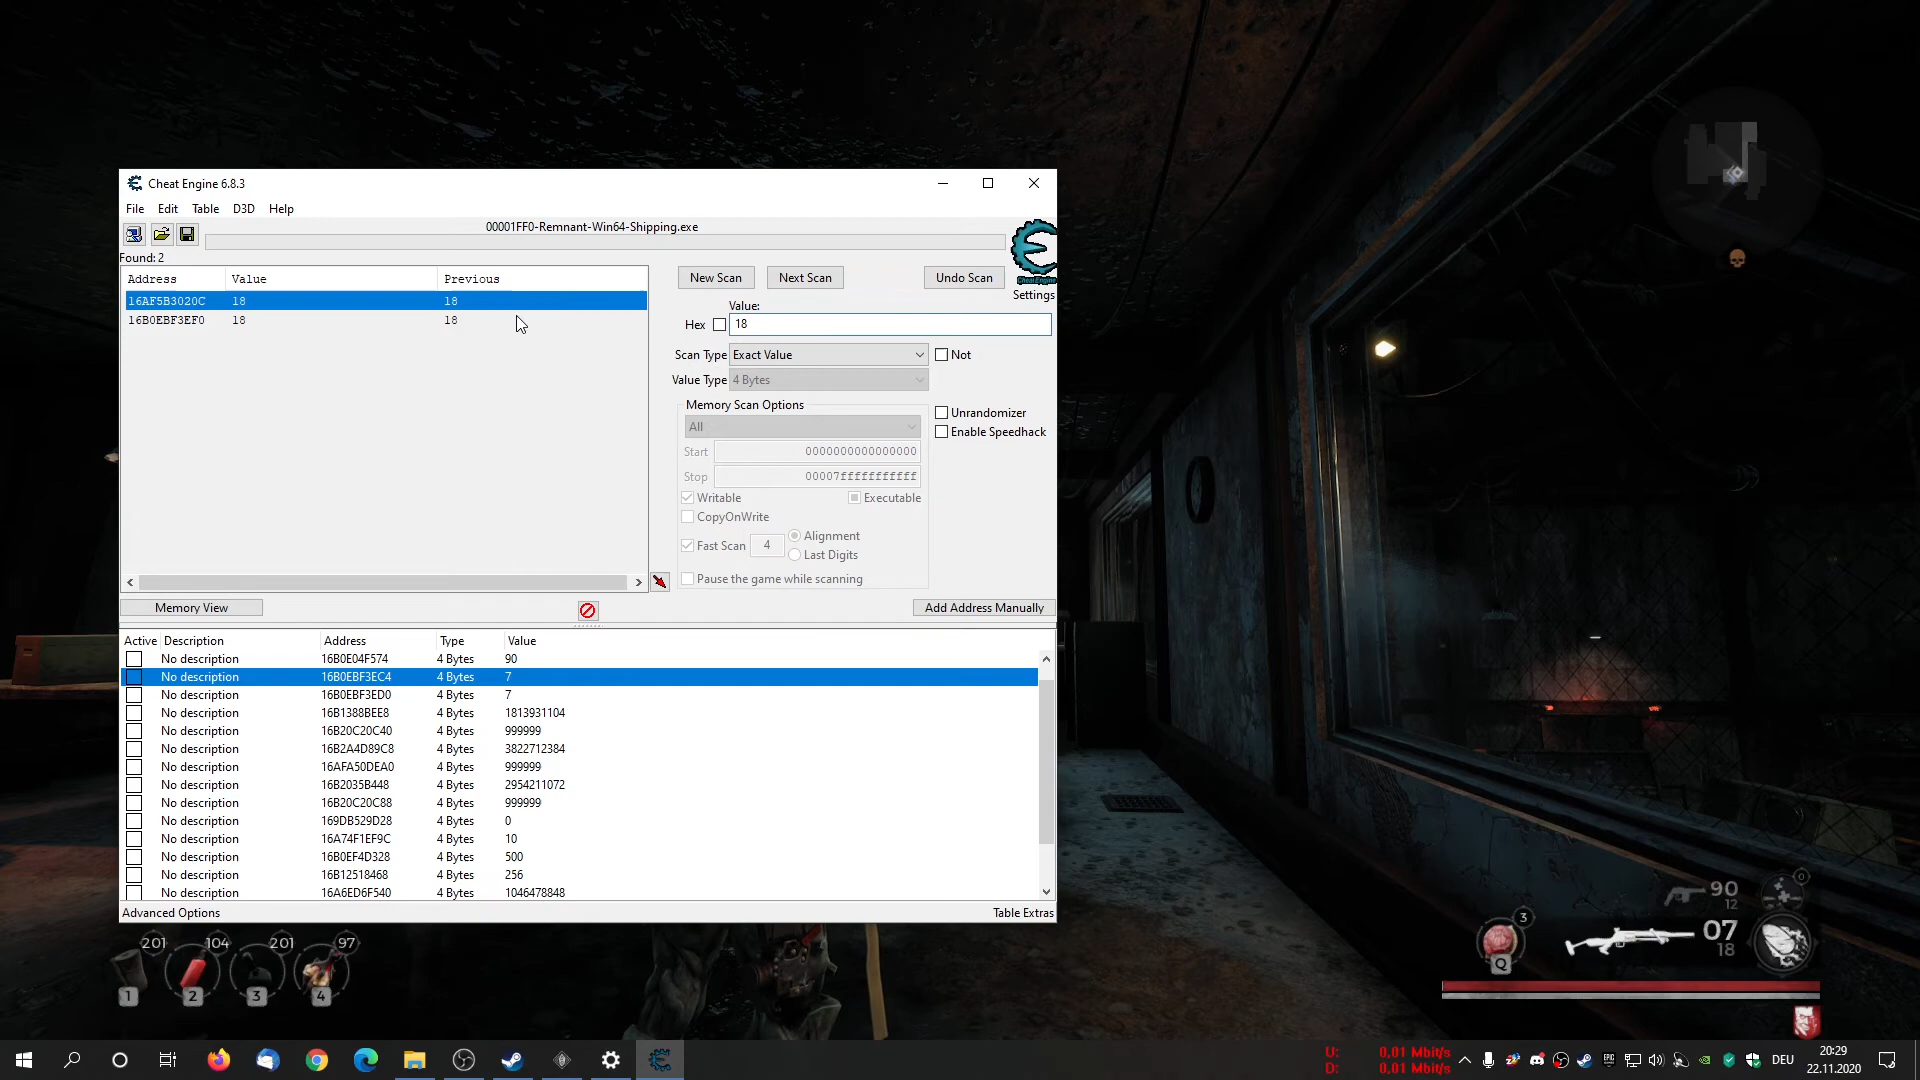 Cheat Engine 6.8.3
File Edit Table D3D Help
00001FF0-Remnant-Win64-Shipping.exe
Found: 2
Address Value Previous
16AF5B3020C 18 18
16B0EBF3EF0 18 18
New Scan Next Scan Undo Scan
Cheat Engine
Settings
Value:
Hex 18
Scan Type Exact Value Not
Value Type 4 Bytes
Memory Scan Options
All
Unrandomizer
Enable Speedhack
Start 0000000000000000
Stop 00007fffffffffff
Writable Executable
CopyOnWrite
Fast Scan 4 Alignment
Last Digits
Pause the game while scanning
Memory View Add Address Manually
Active Description Address Type Value
No description 16B0E04F574 4 Bytes 90
No description 16B0EBF3EC4 4 Bytes 7
No description 16B0EBF3ED0 4 Bytes 7
No description 16B1388BEE8 4 Bytes 1813931104
No description 16B20C20C40 4 Bytes 999999
No description 16B2A4D89C8 4 Bytes 3822712384
No description 16AFA50DEA0 4 Bytes 999999
No description 16B2035B448 4 Bytes 2954211072
No description 16B20C20C88 4 Bytes 999999
No description 169DB529D28 4 Bytes 0
No description 16A74F1EF9C 4 Bytes 10
No description 16B0EF4D328 4 Bytes 500
No description 16B12518468 4 Bytes 256
No description 16A6ED6F540 4 Bytes 1046478848
Advanced Options Table Extras
201 104 201 97
1 2 3 4
0
90
12
3
07
18
Q
U: 0,01 Mbit/s
D: 0,01 Mbit/s
EPIC
DEU
20:29
22.11.2020